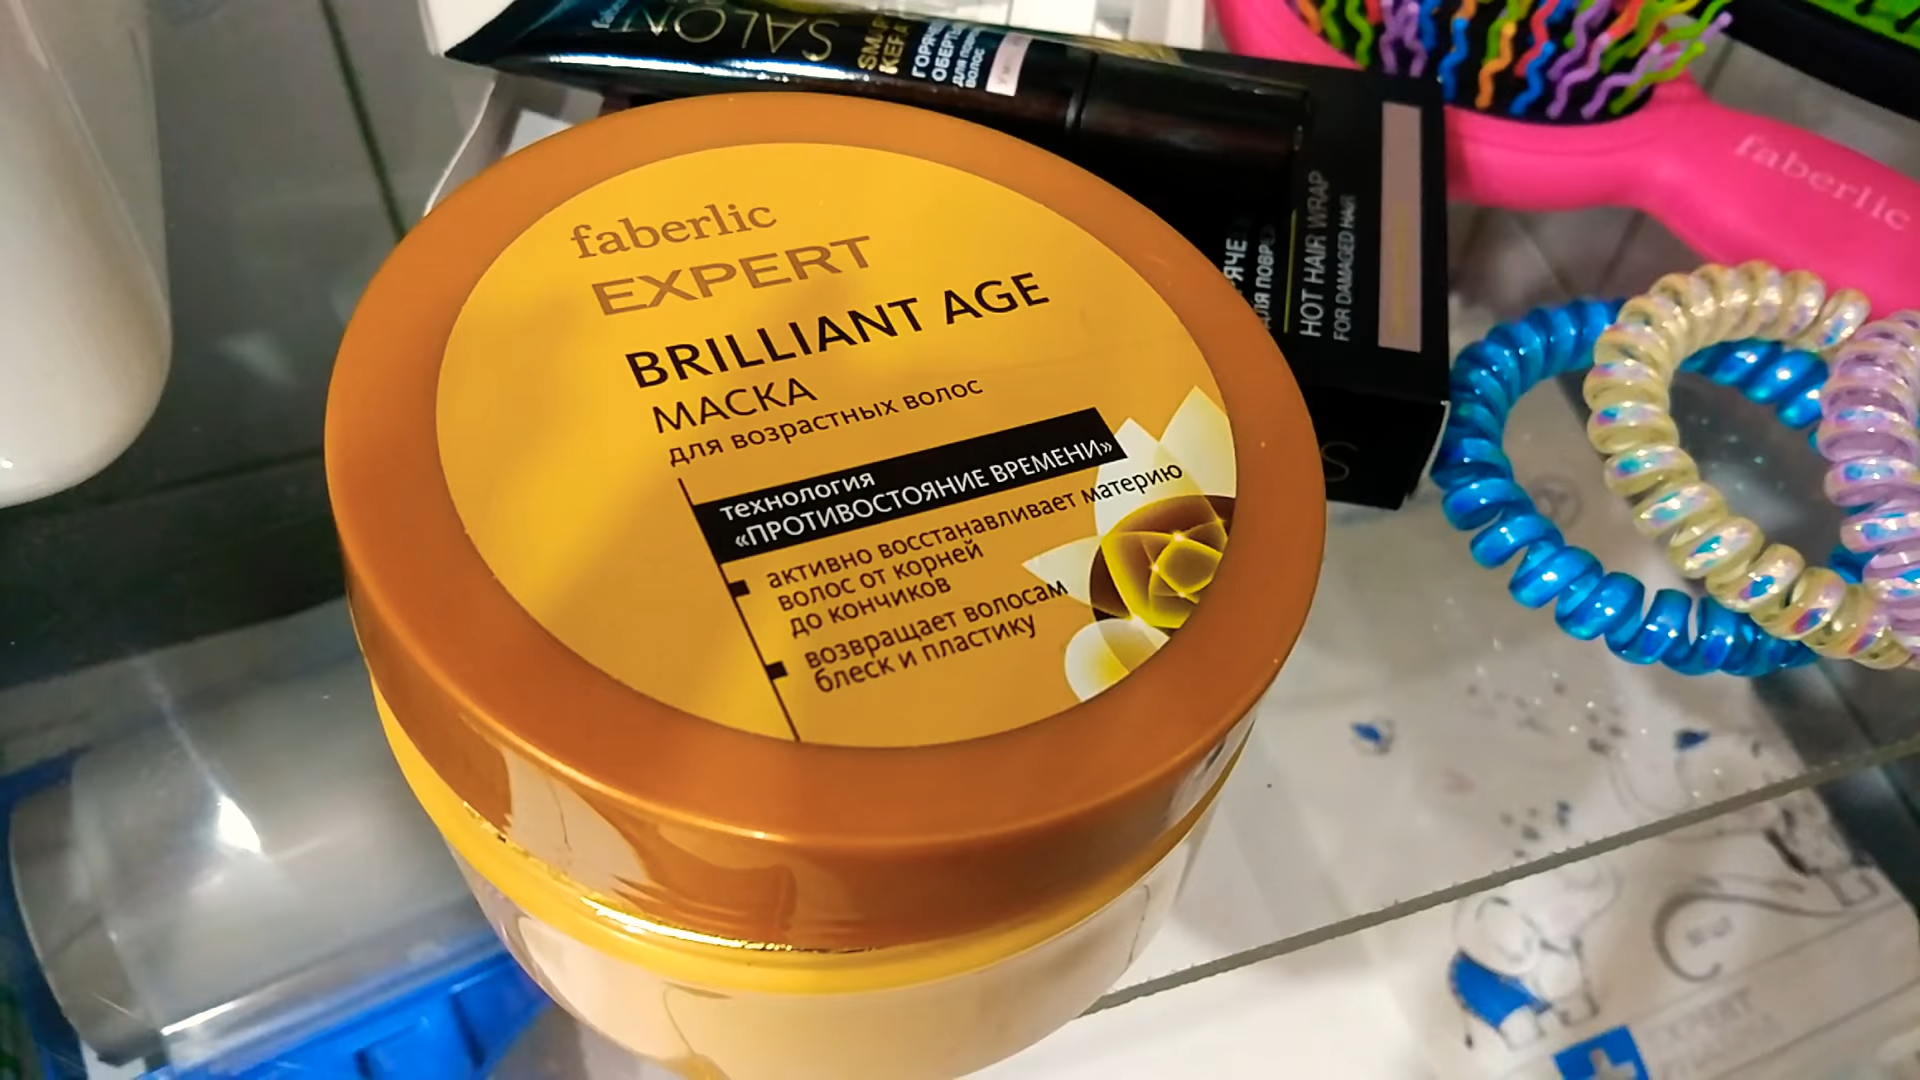 faberlic
EXPERT
BRILLIANT AGE
МАСКА
для возрастных волос
технология
«ПРОТИВОСТОЯНИЕ ВРЕМЕНИ»
активно восстанавливает материю
волос от корней
до кончиков
возвращает волосам
блеск и пластику
SALON
HOT HAIR WRAP
FOR DAMAGED HAIR
faberlic
EXPERT